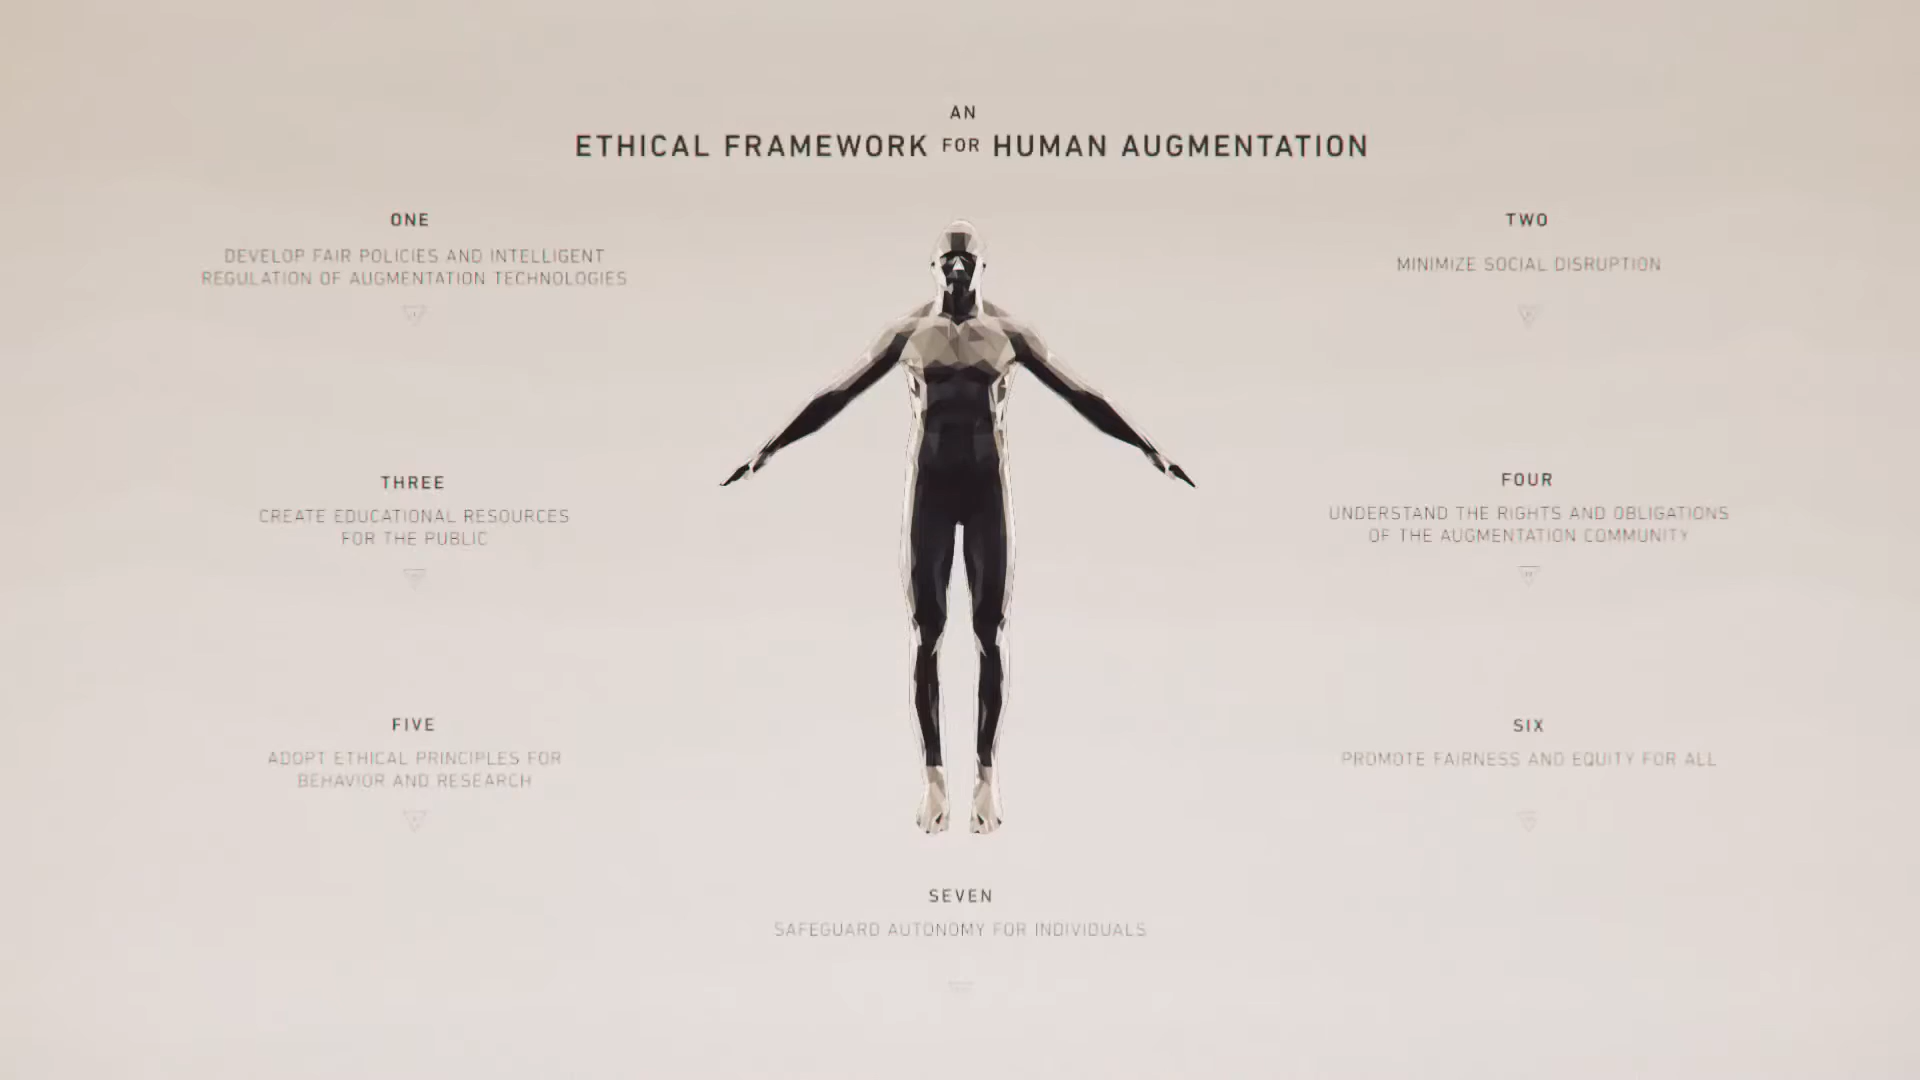 AN
ETHICAL FRAMEWORK FOR HUMAN AUGMENTATION
ONE
DEVELOP FAIR POLICIES AND INTELLIGENT
REGULATION OF AUGMENTATION TECHNOLOGIES
TWO
MINIMIZE SOCIAL DISRUPTION
THREE
CREATE EDUCATIONAL RESOURCES
FOR THE PUBLIC
FOUR
UNDERSTAND THE RIGHTS AND OBLIGATIONS
OF THE AUGMENTATION COMMUNITY
FIVE
ADOPT ETHICAL PRINCIPLES FOR
BEHAVIOR AND RESEARCH
SIX
PROMOTE FAIRNESS AND EQUITY FOR ALL
SEVEN
SAFEGUARD AUTONOMY FOR INDIVIDUALS